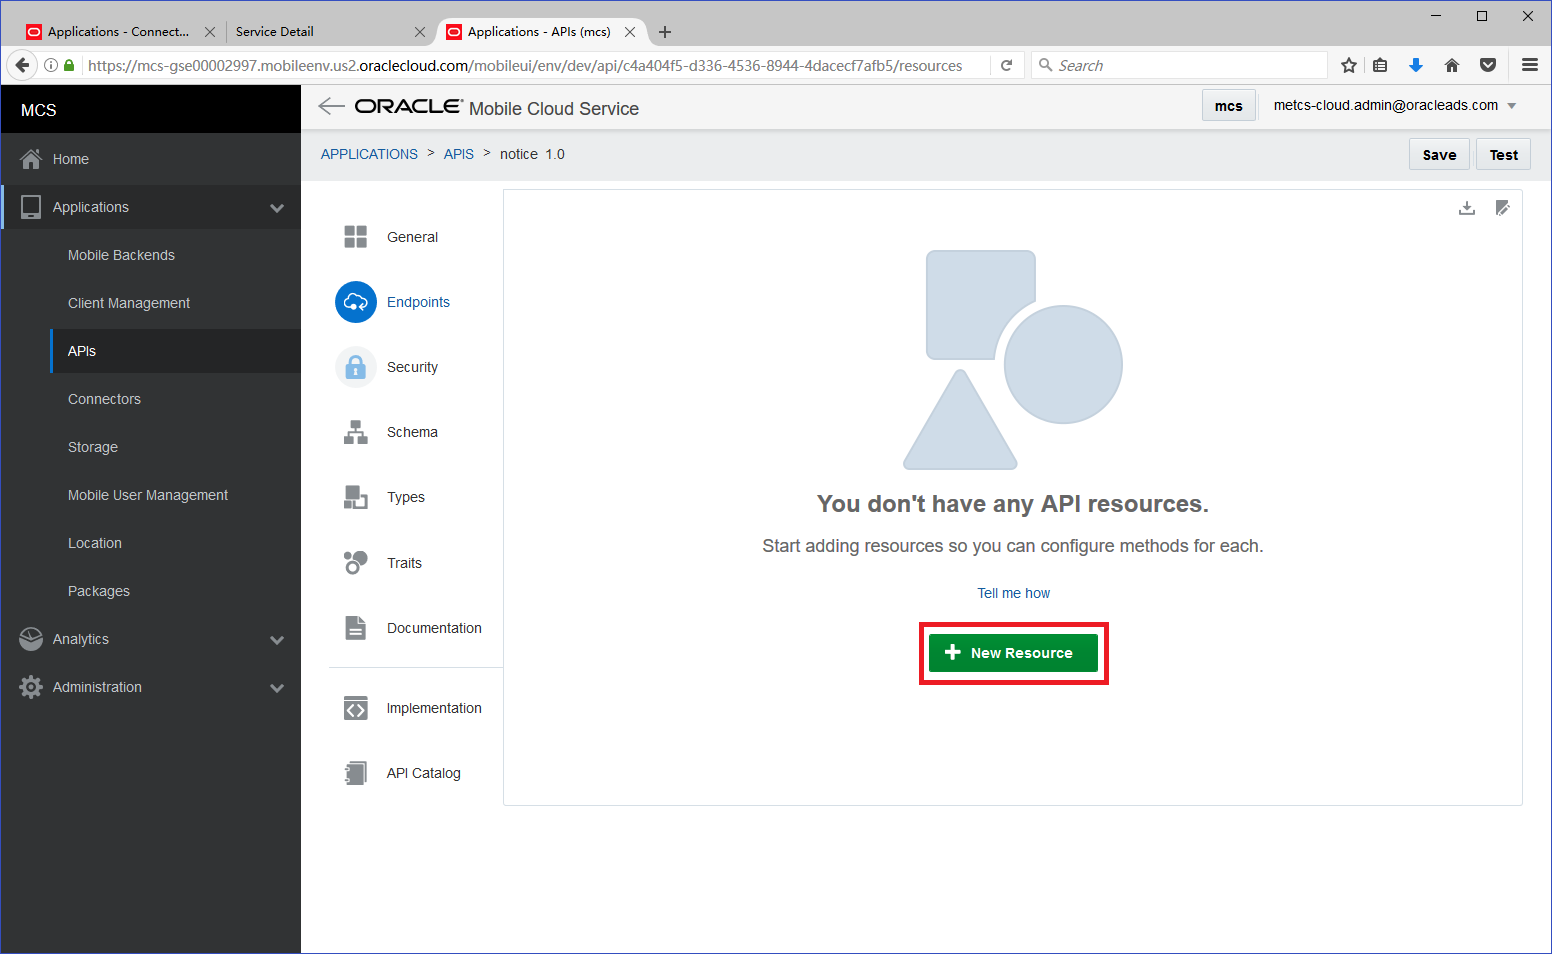 Applications - Connect...
Service Detail
Applications - APIs (mcs)
https://mcs-gse00002997.mobileenv.us2.oraclecloud.com/mobileui/env/dev/api/c4a404f5-d336-4536-8944-4dacecf7afb5/resources
Search
MCS
ORACLE Mobile Cloud Service
mcs
metcs-cloud.admin@oracleads.com
APPLICATIONS > APIS > notice 1.0
Save
Test
Home
Applications
Mobile Backends
Client Management
APIs
Connectors
Storage
Mobile User Management
Location
Packages
Analytics
Administration
General
Endpoints
Security
Schema
Types
Traits
Documentation
Implementation
API Catalog
You don't have any API resources.
Start adding resources so you can configure methods for each.
Tell me how
New Resource